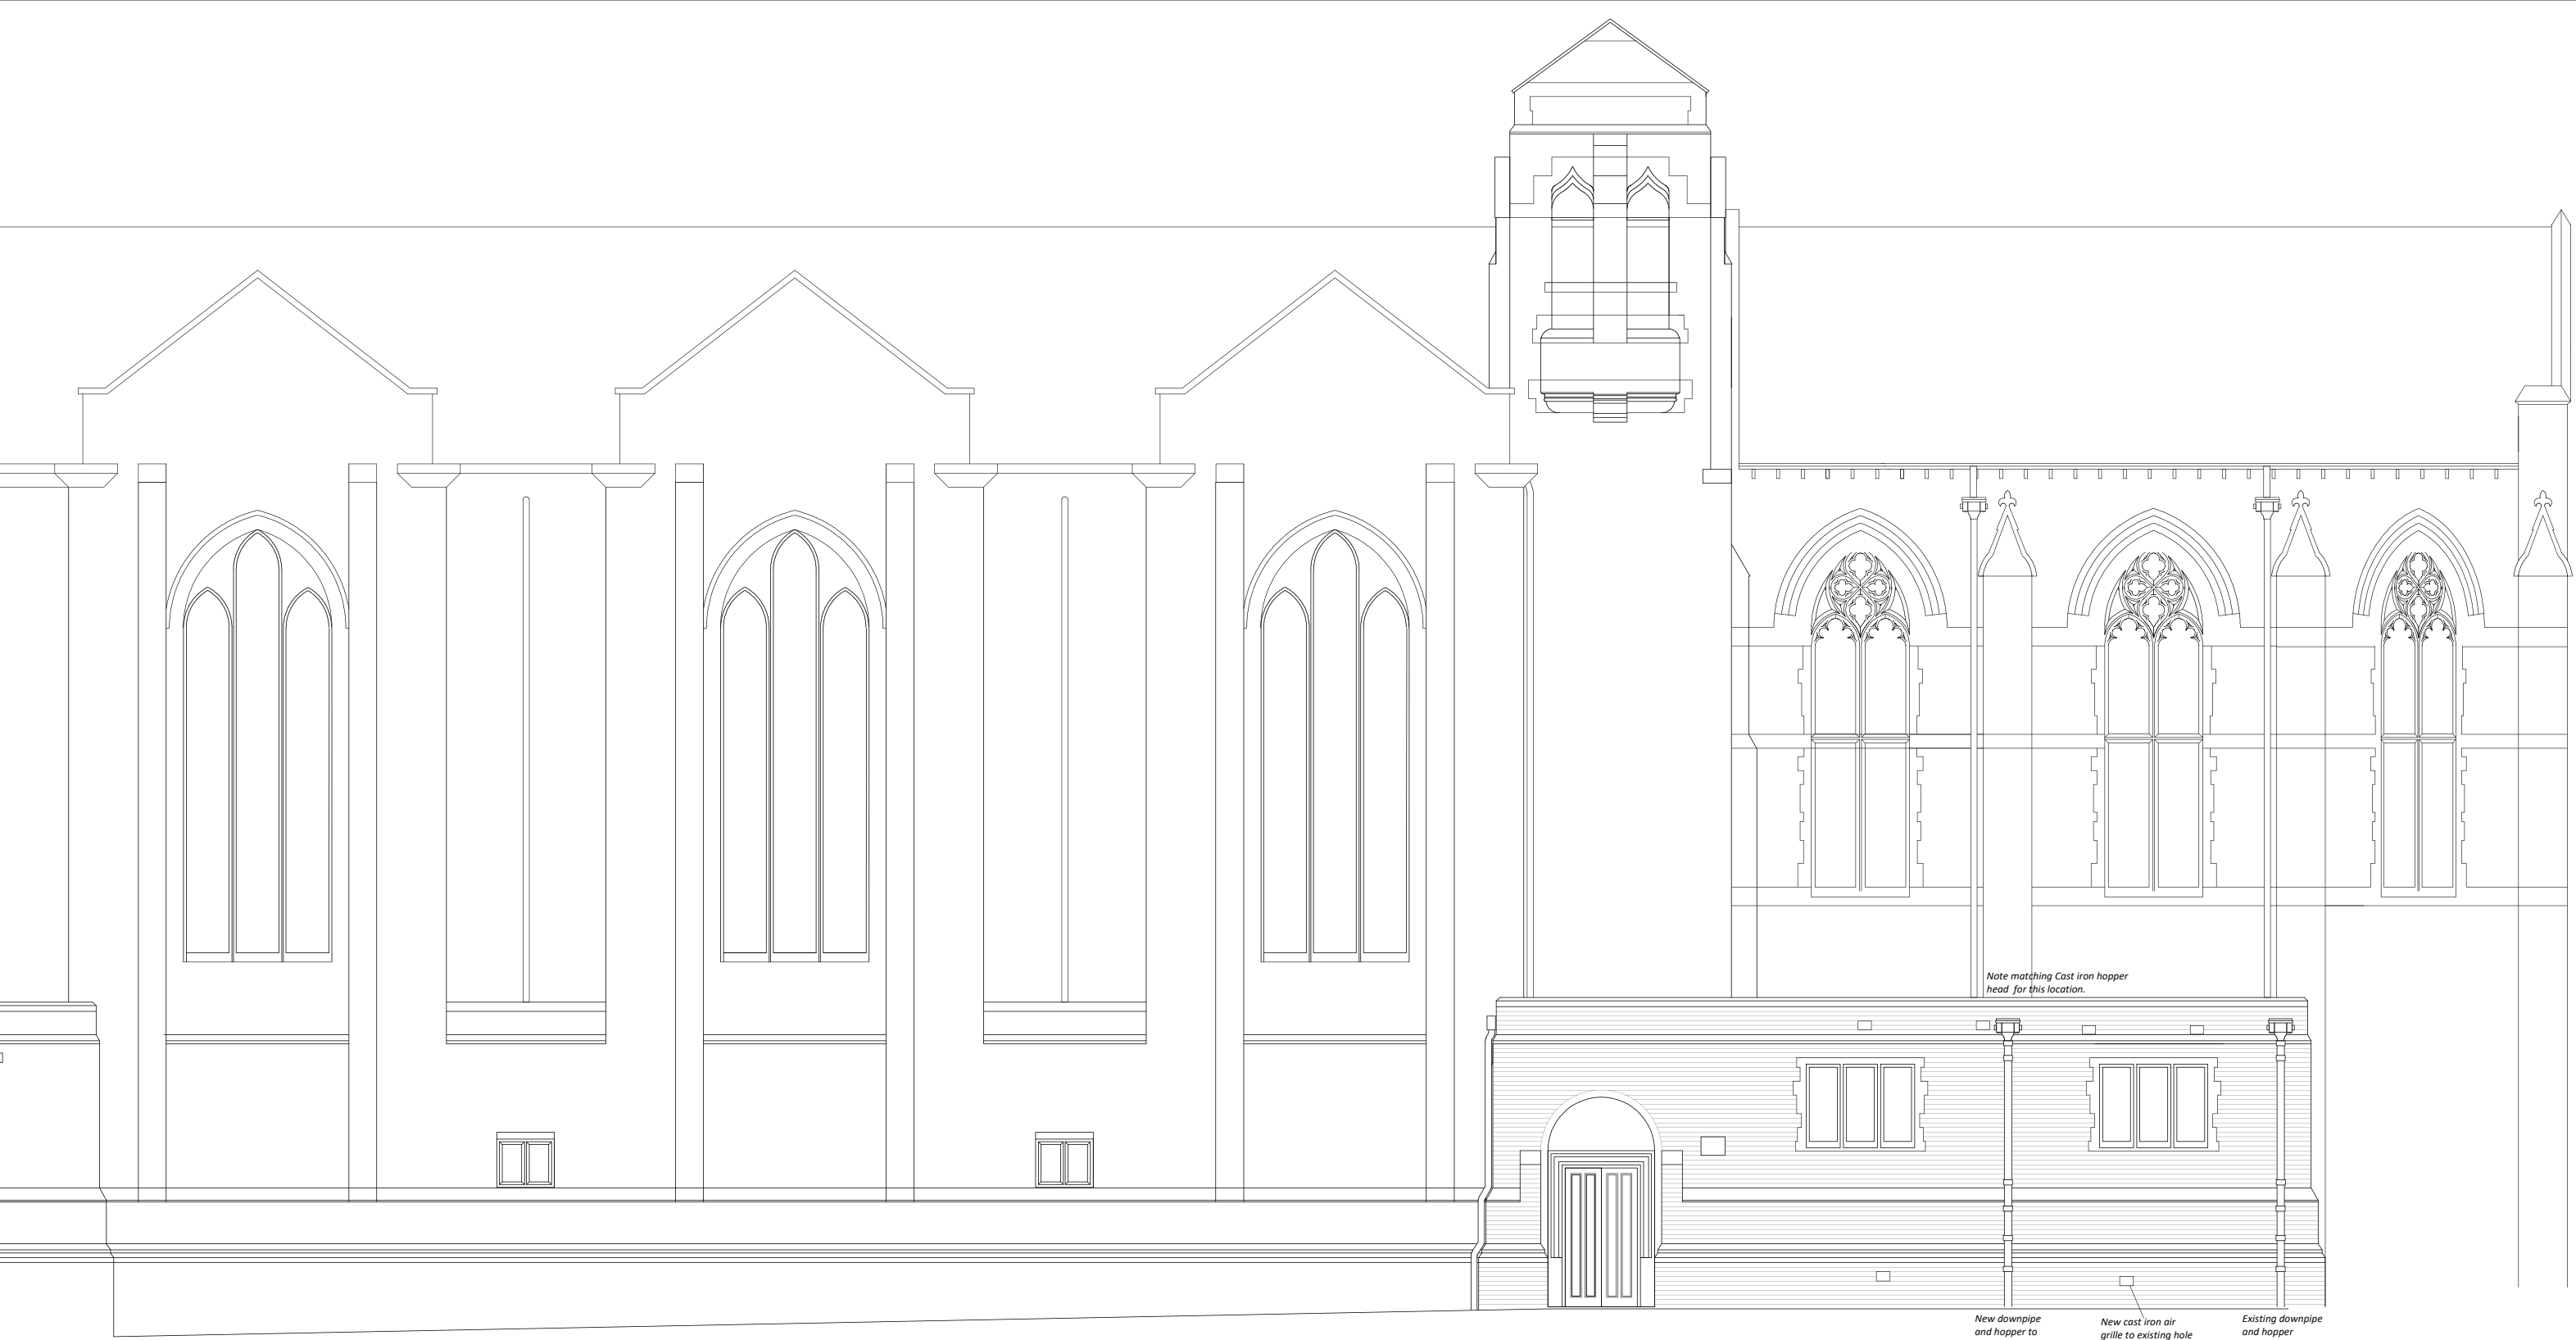 Note matching Cast iron hopper
head for this location.
New downpipe
and hopper to
New cast iron air
grille to existing hole
Existing downpipe
and hopper